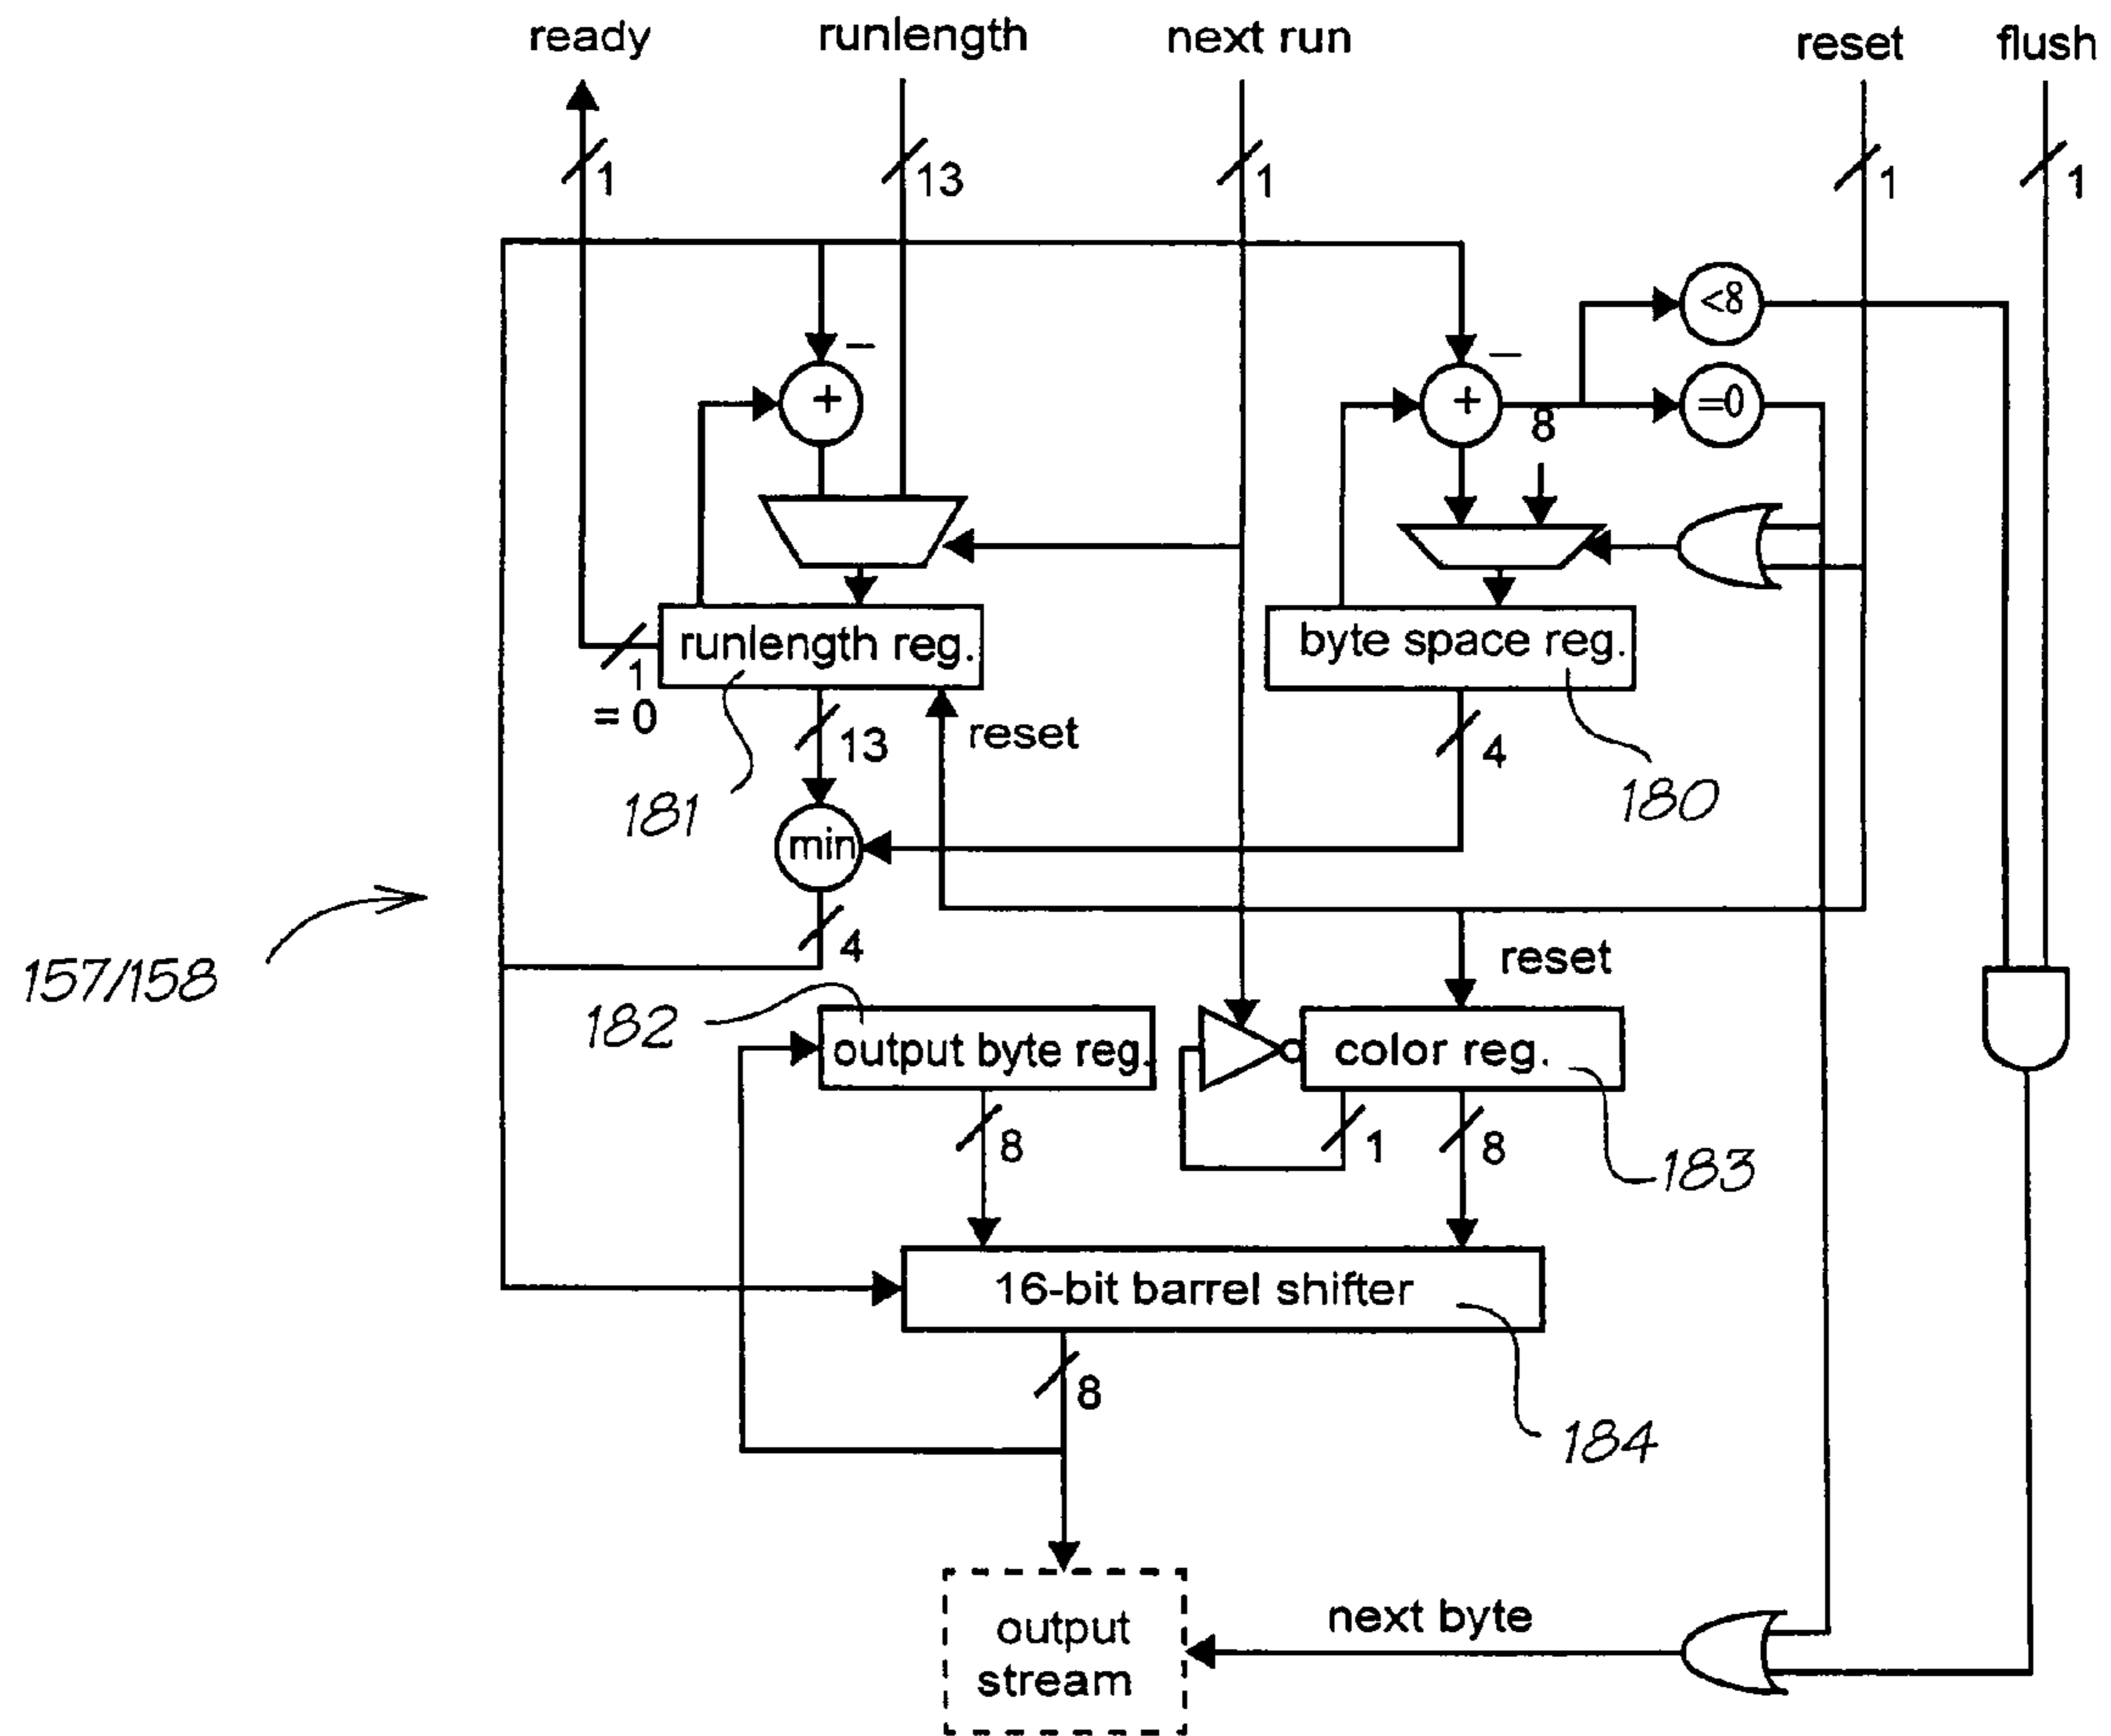 ready
runlength
next run
reset
flush
1
13
1
1
1
<8
–
–
+
+
=0
8
runlength reg.
byte space reg.
1
= 0
13
reset
4
181
180
min
4
reset
157/158
182
output byte reg.
color reg.
8
1
8
183
16-bit barrel shifter
8
184
next byte
output
stream